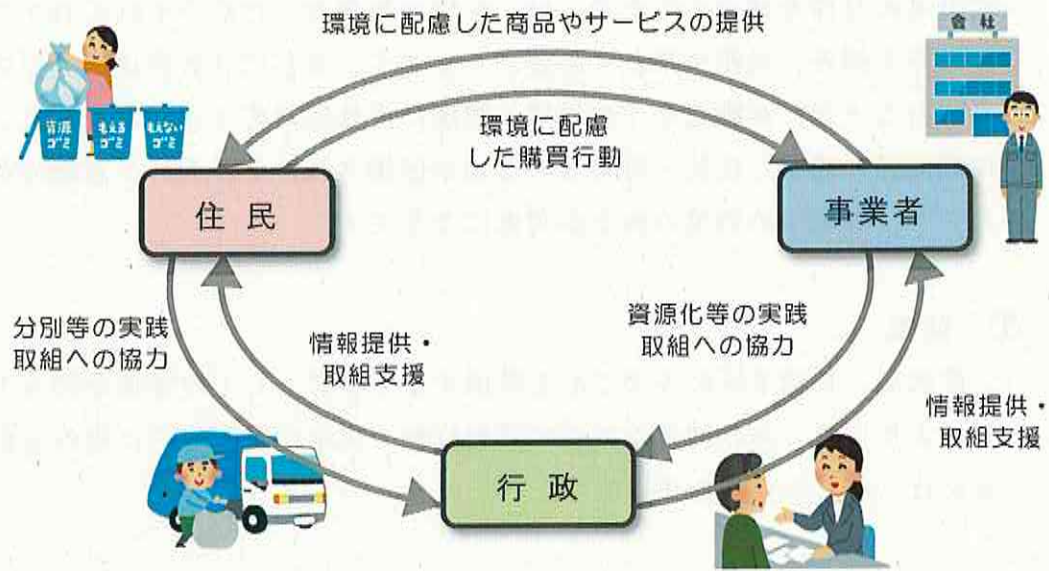 環境に配慮した商品やサービスの提供
会社
資源
ゴミ
もえる
ゴミ
もえない
ゴミ
環境に配慮
した購買行動
住民
事業者
分別等の実践
取組への協力
情報提供・
取組支援
資源化等の実践
取組への協力
情報提供・
取組支援
行政